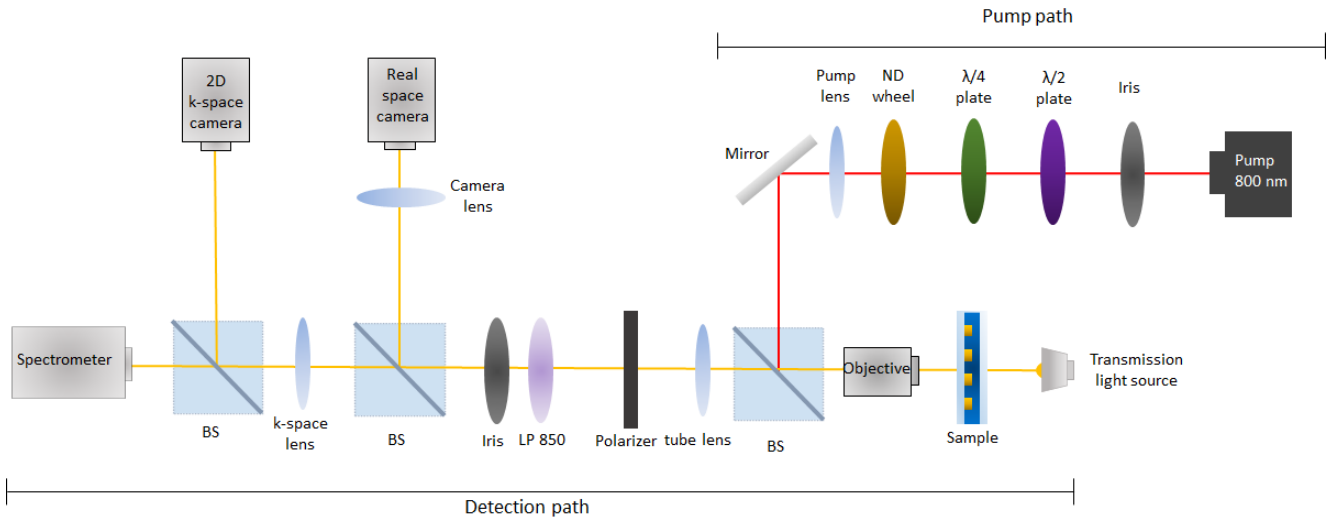 Pump path
2D
k-space
camera
Real
space
camera
Pump
lens
ND
wheel
λ/4
plate
λ/2
plate
Iris
Mirror
Pump
800 nm
Camera
lens
Spectrometer
Objective
Transmission
light source
BS
k-space
lens
BS
Iris
LP 850
Polarizer
tube lens
BS
Sample
Detection path